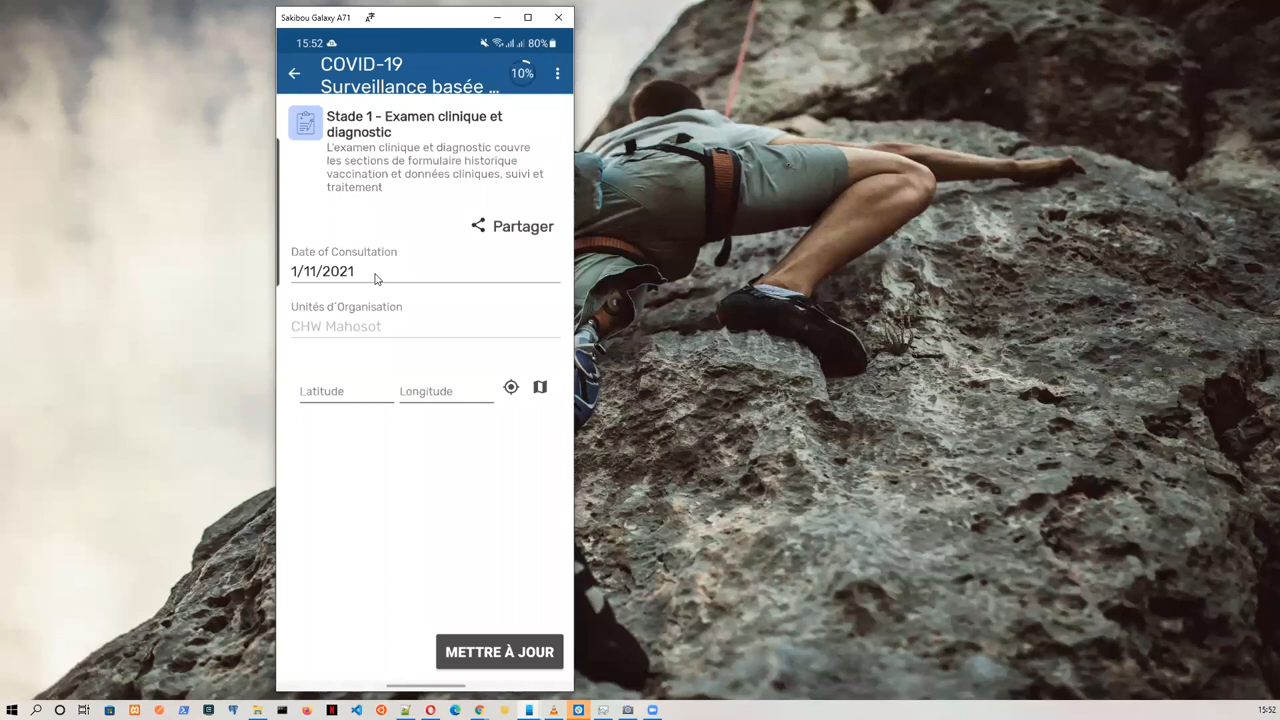 Sakibou Galaxy A71
15:52
80%
COVID-19
Surveillance basée ...
10%
Stade 1 - Examen clinique et
diagnostic
L'examen clinique et diagnostic couvre
les sections de formulaire historique
vaccination et données cliniques, suivi et
traitement
Partager
Date of Consultation
1/11/2021
Unités d´Organisation
CHW Mahosot
Latitude
Longitude
METTRE À JOUR
15:52